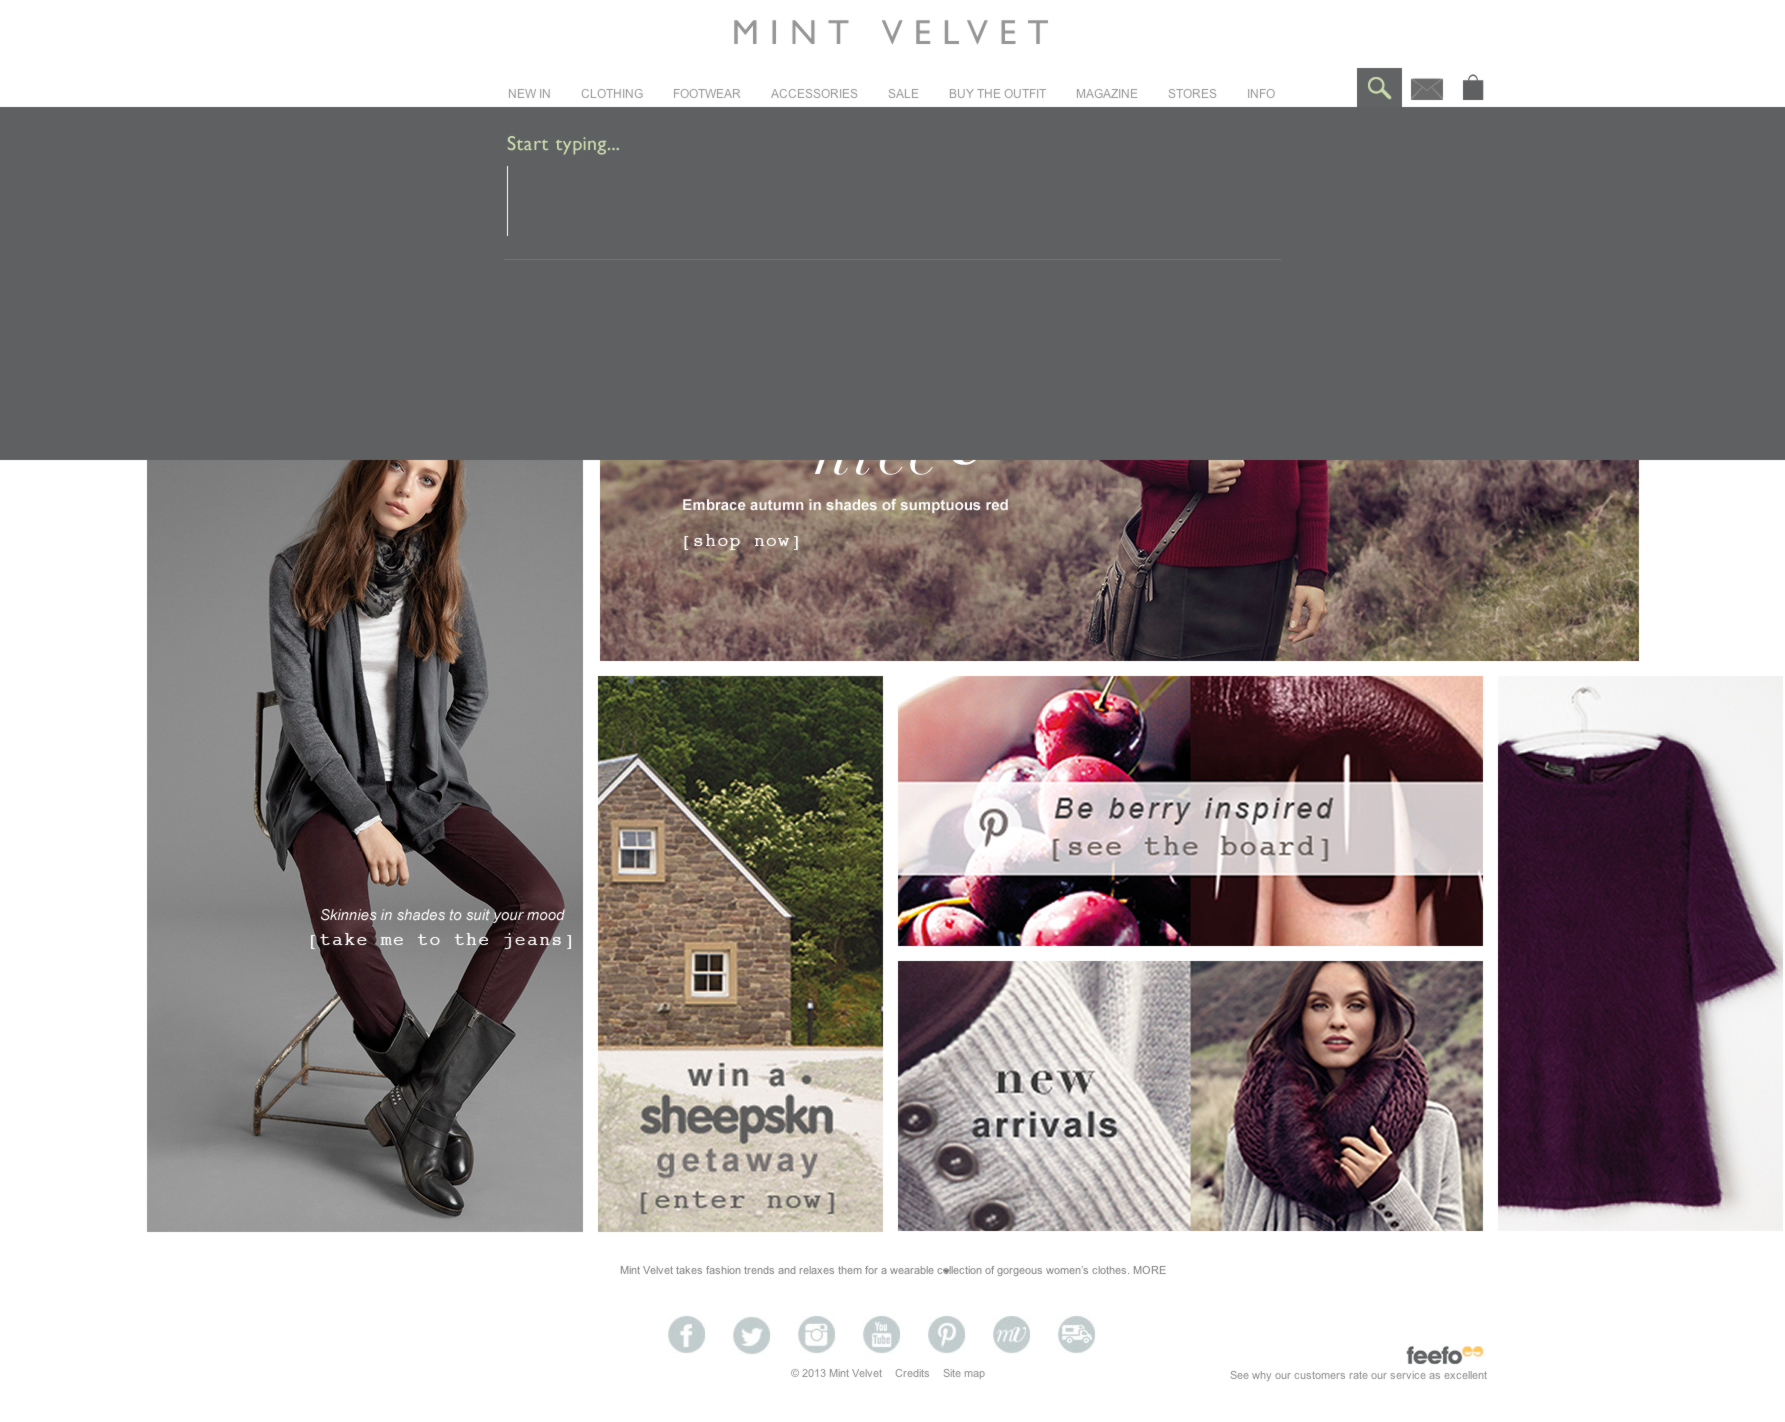 MINT VELVET
NEW IN CLOTHING FOOTWEAR ACCESSORIES SALE BUY THE OUTFIT MAGAZINE STORES INFO
Start typing...
Embrace autumn in shades of sumptuous red
[shop now]
Be berry inspired
[see the board]
Skinnies in shades to suit your mood
[take me to the jeans]
win a
sheepskn
getaway
[enter now]
new
arrivals
Mint Velvet takes fashion trends and relaxes them for a wearable collection of gorgeous women's clothes. MORE
f
You
Tube
mv
© 2013 Mint Velvet Credits Site map
feefo
See why our customers rate our service as excellent